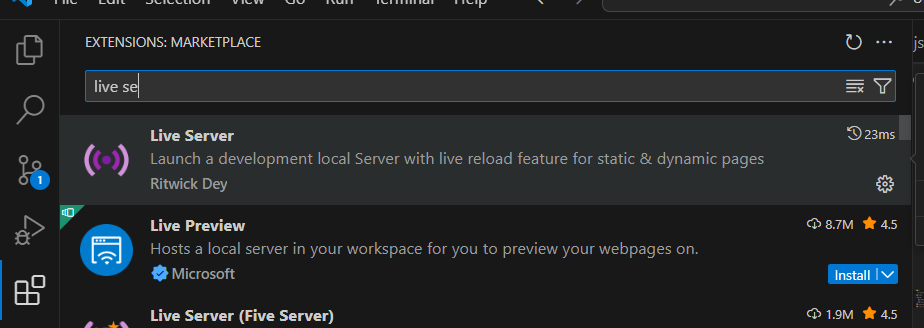 File Edit Selection View Go Run Terminal Help
EXTENSIONS: MARKETPLACE
js
live se
Live Server
23ms
Launch a development local Server with live reload feature for static & dynamic pages
Ritwick Dey
1
Live Preview
8.7M 4.5
Hosts a local server in your workspace for you to preview your webpages on.
Microsoft
Install
Live Server (Five Server)
1.9M 4.5